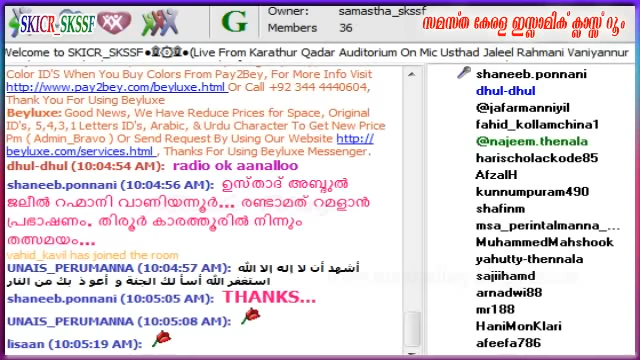 SKICR-SKSSF
G
Owner: samastha_skssf
Members 36
സമസ്ത കേരള ഇസ്ലാമിക് ക്ലാസ്സ് റൂം
Welcome to SKICR_SKSSF (Live From Karathur Qadar Auditorium On Mic Usthad Jaleel Rahmani Vaniyannur
Color ID'S When You Buy Colors From Pay2Bey, For More Info Visit
http://www.pay2bey.com/beyluxe.html Or Call +92 344 4440604,
Thank You For Using Beyluxe
Beyluxe: Good News, We Have Reduce Prices for Space, Original
ID's, 5,4,3,1 Letters ID's, Arabic, & Urdu Character To Get New Price
Pm ( Admin_Bravo ) Or Send Request By Using Our Website http://
beyluxe.com/services.html , Thanks For Using Beyluxe Messenger.
dhul-dhul (10:04:54 AM): radio ok aanalloo
shaneeb.ponnani (10:04:56 AM): ഉസ്താദ് അബ്ദുൽ
ജലീൽ റഹ്മാനി വാണിയന്നൂർ... രണ്ടാമത് റമളാൻ
പ്രഭാഷണം. തിരൂർ കാരത്തൂരിൽ നിന്നും
തത്സമയം...
vahid_kavil has joined the room
UNAIS_PERUMANNA (10:04:57 AM): أشهد أن لا إله إلا الله
استغفر الله أسأ لك الجنة و أعوذ بك من النار
shaneeb.ponnani (10:05:05 AM): THANKS...
UNAIS_PERUMANNA (10:05:08 AM):
lisaan (10:05:19 AM):
shaneeb.ponnani
dhul-dhul
@jafarmanniyil
fahid_kollamchina1
@najeem.thenala
harischolackode85
AfzalH
kunnumpuram490
shafinm
msa_perintalmanna_...
MuhammedMahshook
yahutty-thennala
sajiihamd
arnadwi88
mr188
HaniMonKlari
afeefa786